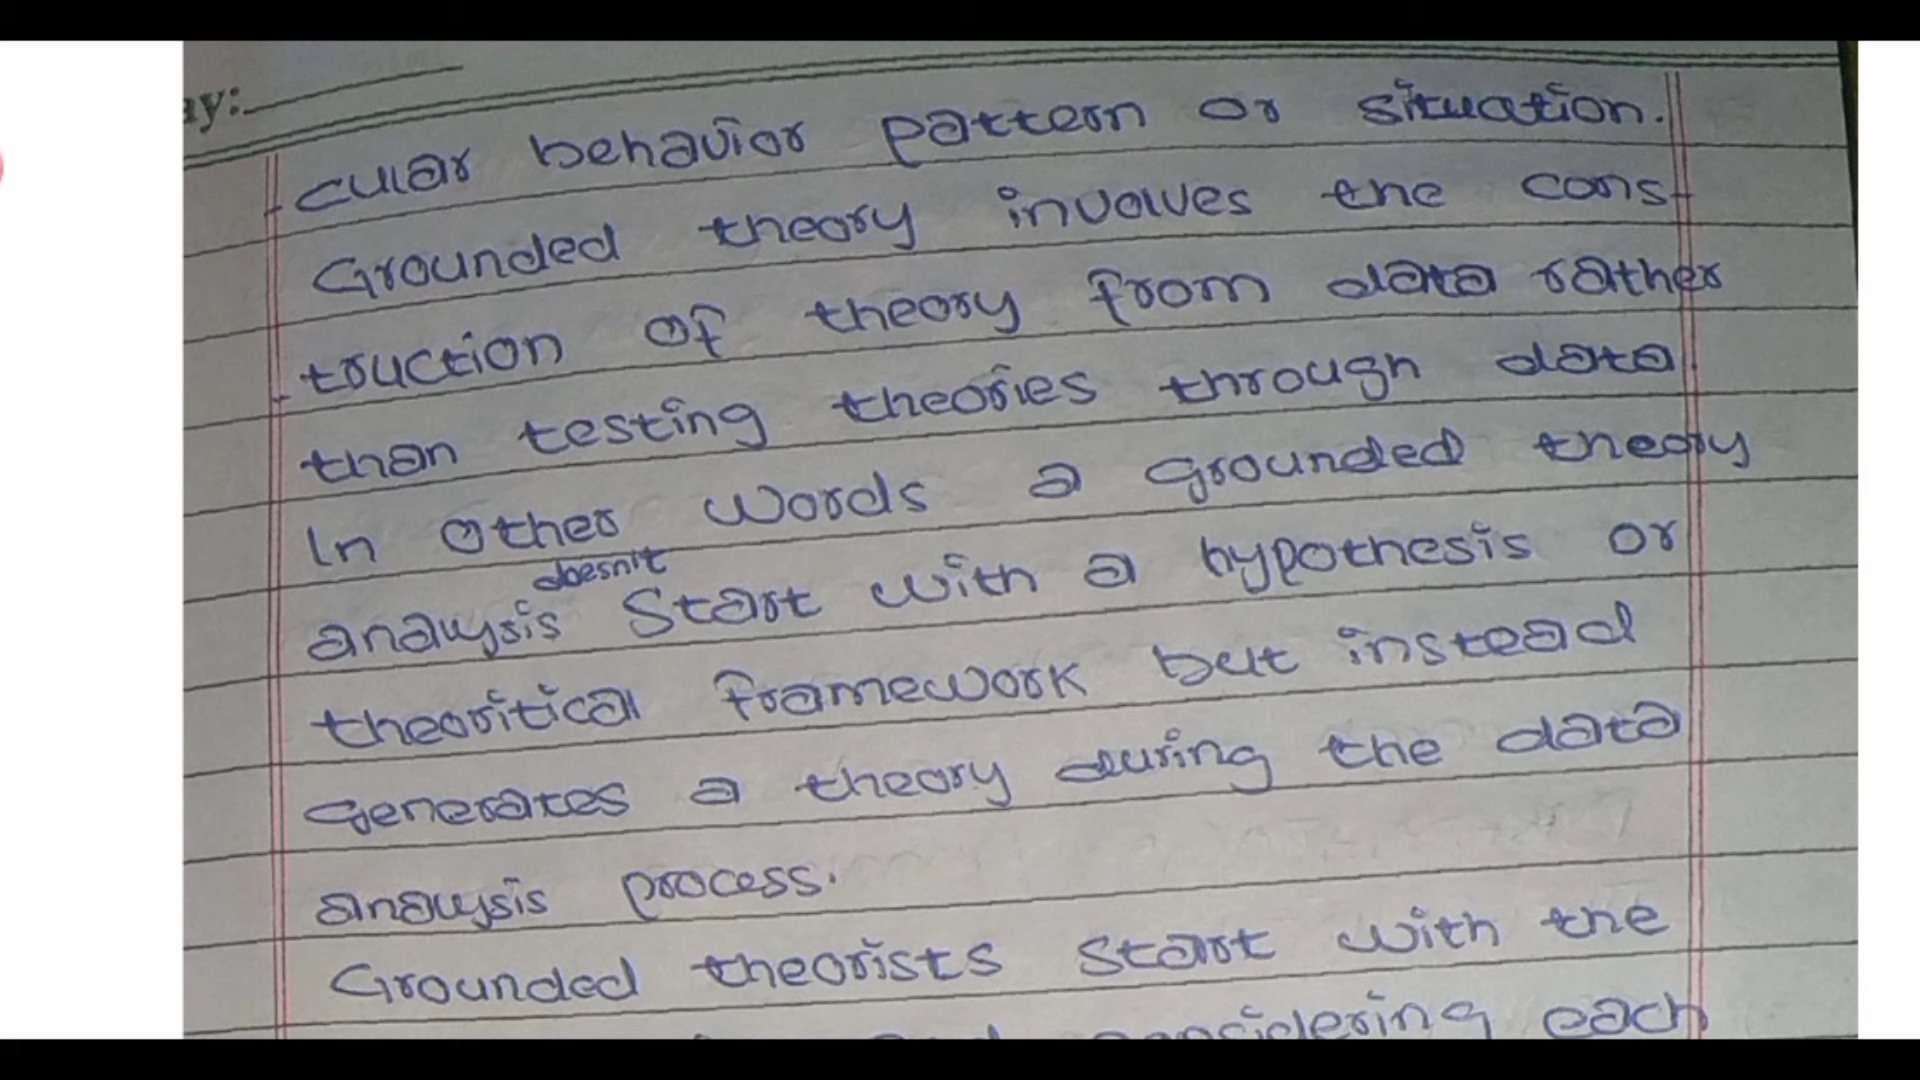 ay:
cular behavior pattern or situation.
Grounded theory involves the cons-
truction of theory from data rather
than testing theories through data
In other words a grounded theory
doesn't
analysis start with a hypothesis or
theoritical framework but instead
generates a theory during the data
analysis process.
Grounded theorists start with the
considering each